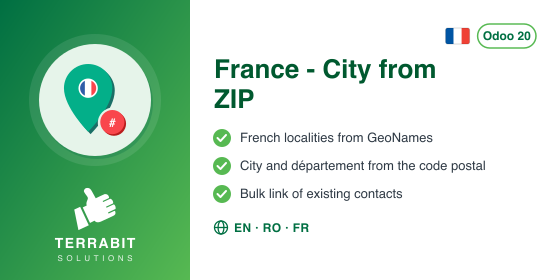 Odoo 20
France - City from
ZIP
French localities from GeoNames
City and département from the code postal
Bulk link of existing contacts
EN · RO · FR
#
TERRABIT
SOLUTIONS